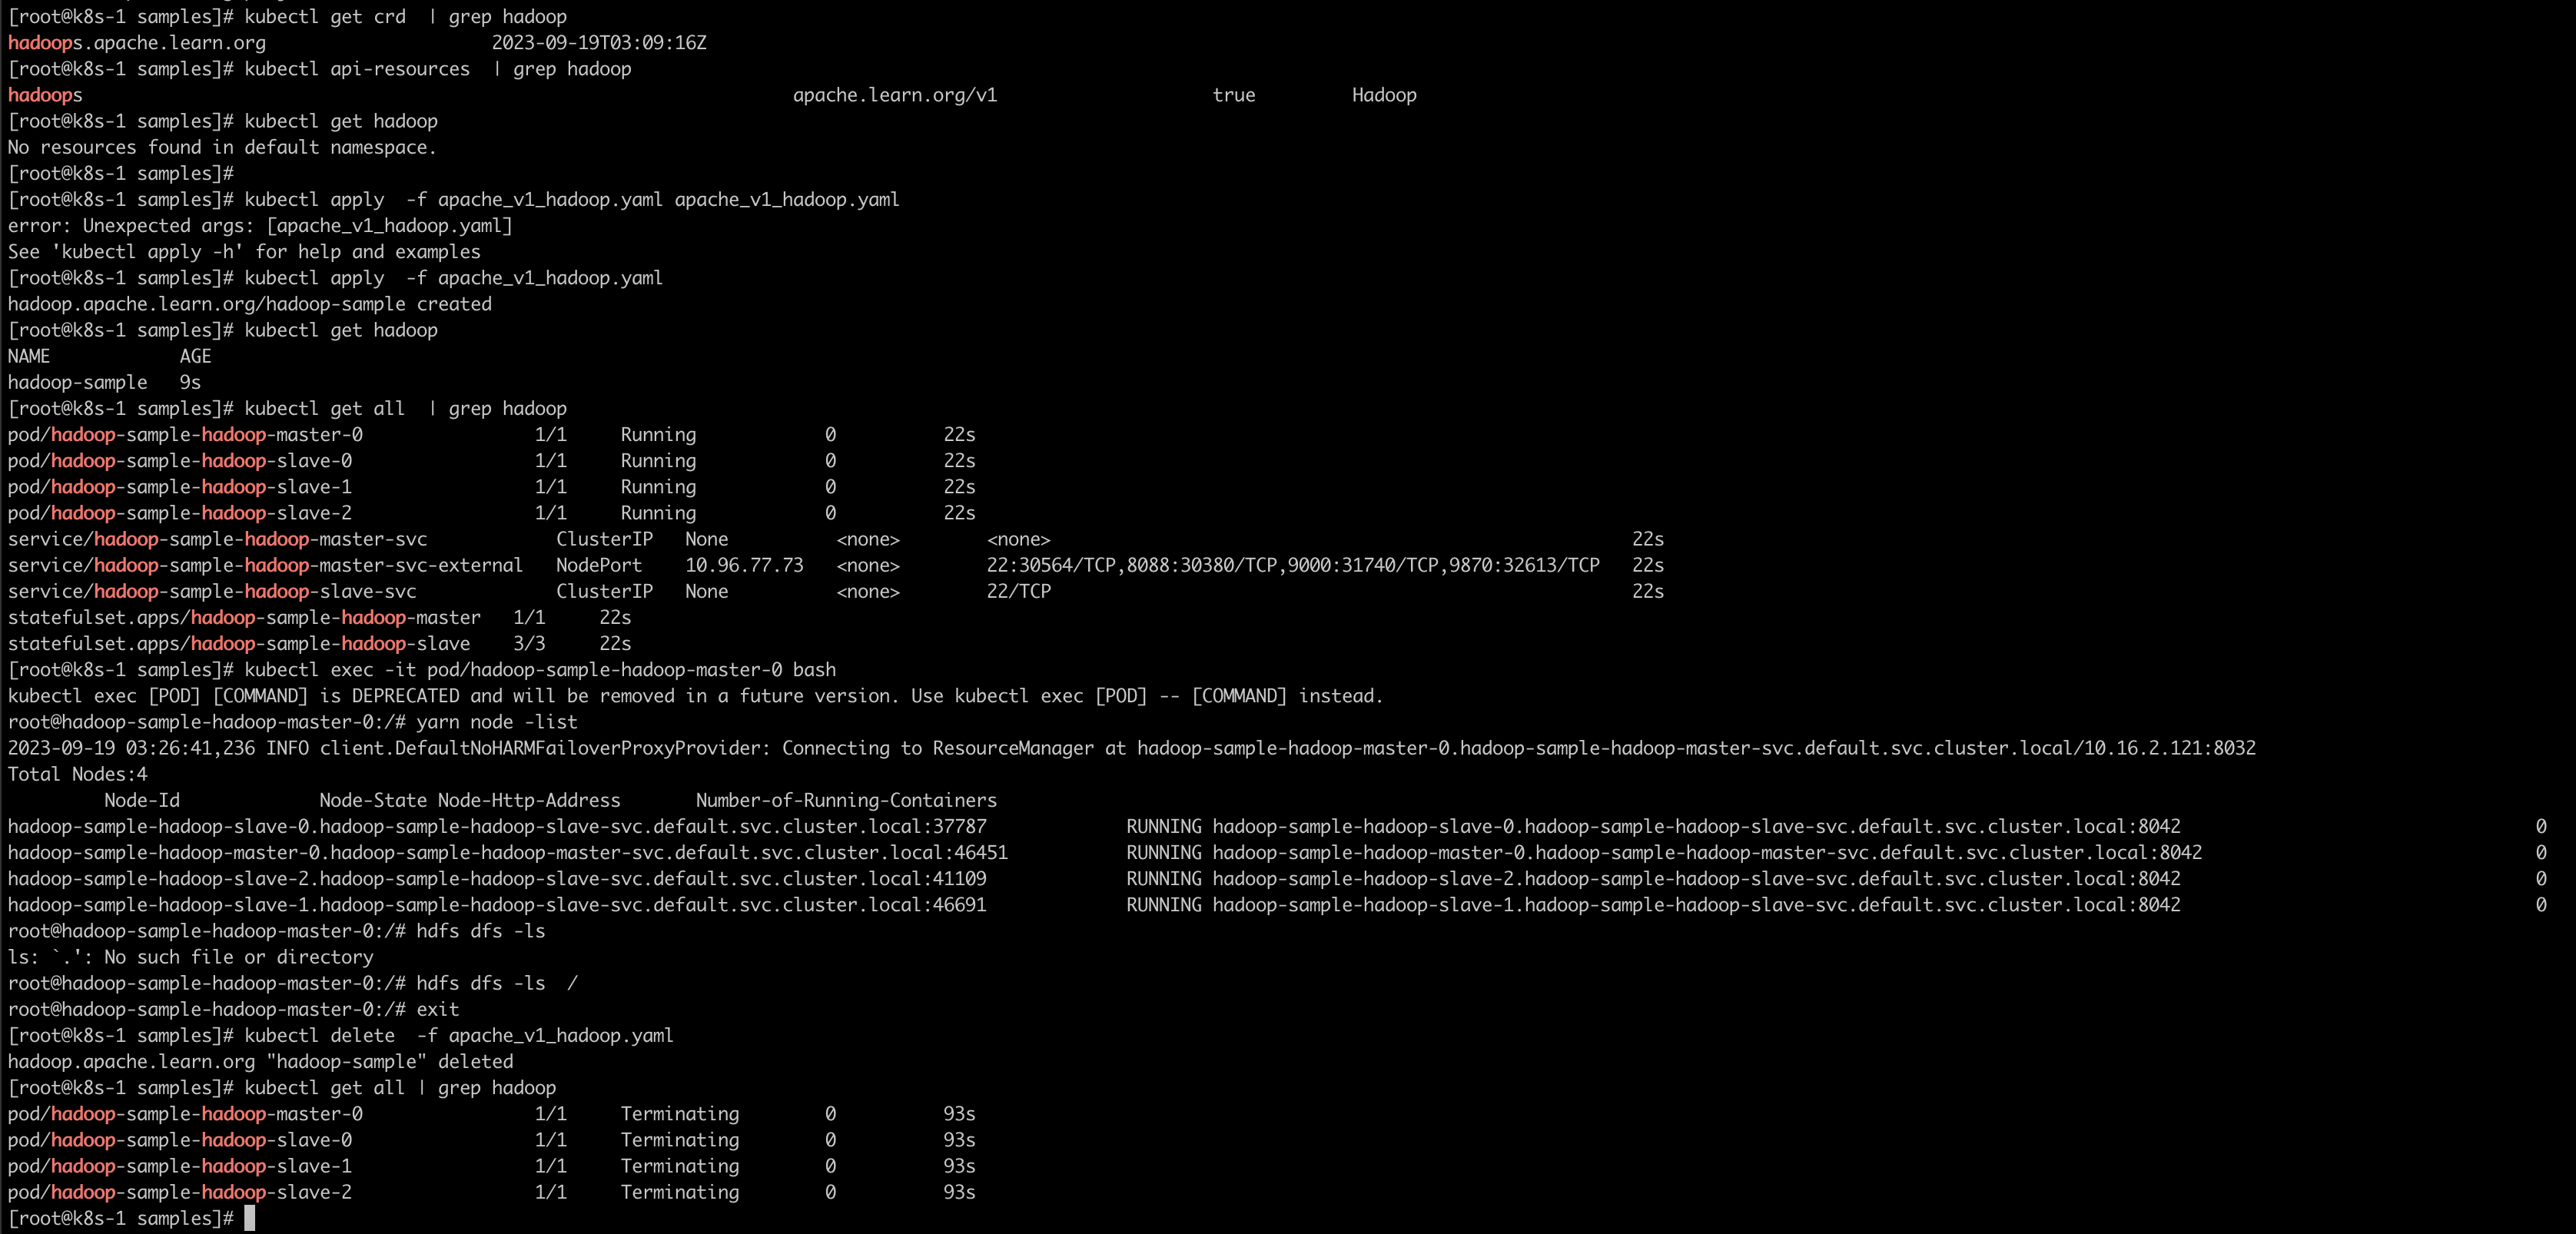 [root@k8s-1 samples]# kubectl get crd  | grep hadoop
hadoops.apache.learn.org                     2023-09-19T03:09:16Z
[root@k8s-1 samples]# kubectl api-resources  | grep hadoop
hadoops                                                                  apache.learn.org/v1                    true         Hadoop
[root@k8s-1 samples]# kubectl get hadoop
No resources found in default namespace.
[root@k8s-1 samples]#
[root@k8s-1 samples]# kubectl apply  -f apache_v1_hadoop.yaml apache_v1_hadoop.yaml
error: Unexpected args: [apache_v1_hadoop.yaml]
See 'kubectl apply -h' for help and examples
[root@k8s-1 samples]# kubectl apply  -f apache_v1_hadoop.yaml
hadoop.apache.learn.org/hadoop-sample created
[root@k8s-1 samples]# kubectl get hadoop
NAME            AGE
hadoop-sample   9s
[root@k8s-1 samples]# kubectl get all  | grep hadoop
pod/hadoop-sample-hadoop-master-0                1/1     Running            0          22s
pod/hadoop-sample-hadoop-slave-0                 1/1     Running            0          22s
pod/hadoop-sample-hadoop-slave-1                 1/1     Running            0          22s
pod/hadoop-sample-hadoop-slave-2                 1/1     Running            0          22s
service/hadoop-sample-hadoop-master-svc            ClusterIP   None          <none>        <none>                                                      22s
service/hadoop-sample-hadoop-master-svc-external   NodePort    10.96.77.73   <none>        22:30564/TCP,8088:30380/TCP,9000:31740/TCP,9870:32613/TCP   22s
service/hadoop-sample-hadoop-slave-svc             ClusterIP   None          <none>        22/TCP                                                      22s
statefulset.apps/hadoop-sample-hadoop-master   1/1     22s
statefulset.apps/hadoop-sample-hadoop-slave    3/3     22s
[root@k8s-1 samples]# kubectl exec -it pod/hadoop-sample-hadoop-master-0 bash
kubectl exec [POD] [COMMAND] is DEPRECATED and will be removed in a future version. Use kubectl exec [POD] -- [COMMAND] instead.
root@hadoop-sample-hadoop-master-0:/# yarn node -list
2023-09-19 03:26:41,236 INFO client.DefaultNoHARMFailoverProxyProvider: Connecting to ResourceManager at hadoop-sample-hadoop-master-0.hadoop-sample-hadoop-master-svc.default.svc.cluster.local/10.16.2.121:8032
Total Nodes:4
         Node-Id             Node-State Node-Http-Address       Number-of-Running-Containers
hadoop-sample-hadoop-slave-0.hadoop-sample-hadoop-slave-svc.default.svc.cluster.local:37787             RUNNING hadoop-sample-hadoop-slave-0.hadoop-sample-hadoop-slave-svc.default.svc.cluster.local:8042                                 0
hadoop-sample-hadoop-master-0.hadoop-sample-hadoop-master-svc.default.svc.cluster.local:46451           RUNNING hadoop-sample-hadoop-master-0.hadoop-sample-hadoop-master-svc.default.svc.cluster.local:8042                               0
hadoop-sample-hadoop-slave-2.hadoop-sample-hadoop-slave-svc.default.svc.cluster.local:41109             RUNNING hadoop-sample-hadoop-slave-2.hadoop-sample-hadoop-slave-svc.default.svc.cluster.local:8042                                 0
hadoop-sample-hadoop-slave-1.hadoop-sample-hadoop-slave-svc.default.svc.cluster.local:46691             RUNNING hadoop-sample-hadoop-slave-1.hadoop-sample-hadoop-slave-svc.default.svc.cluster.local:8042                                 0
root@hadoop-sample-hadoop-master-0:/# hdfs dfs -ls
ls: `.': No such file or directory
root@hadoop-sample-hadoop-master-0:/# hdfs dfs -ls  /
root@hadoop-sample-hadoop-master-0:/# exit
[root@k8s-1 samples]# kubectl delete  -f apache_v1_hadoop.yaml
hadoop.apache.learn.org "hadoop-sample" deleted
[root@k8s-1 samples]# kubectl get all | grep hadoop
pod/hadoop-sample-hadoop-master-0                1/1     Terminating        0          93s
pod/hadoop-sample-hadoop-slave-0                 1/1     Terminating        0          93s
pod/hadoop-sample-hadoop-slave-1                 1/1     Terminating        0          93s
pod/hadoop-sample-hadoop-slave-2                 1/1     Terminating        0          93s
[root@k8s-1 samples]#